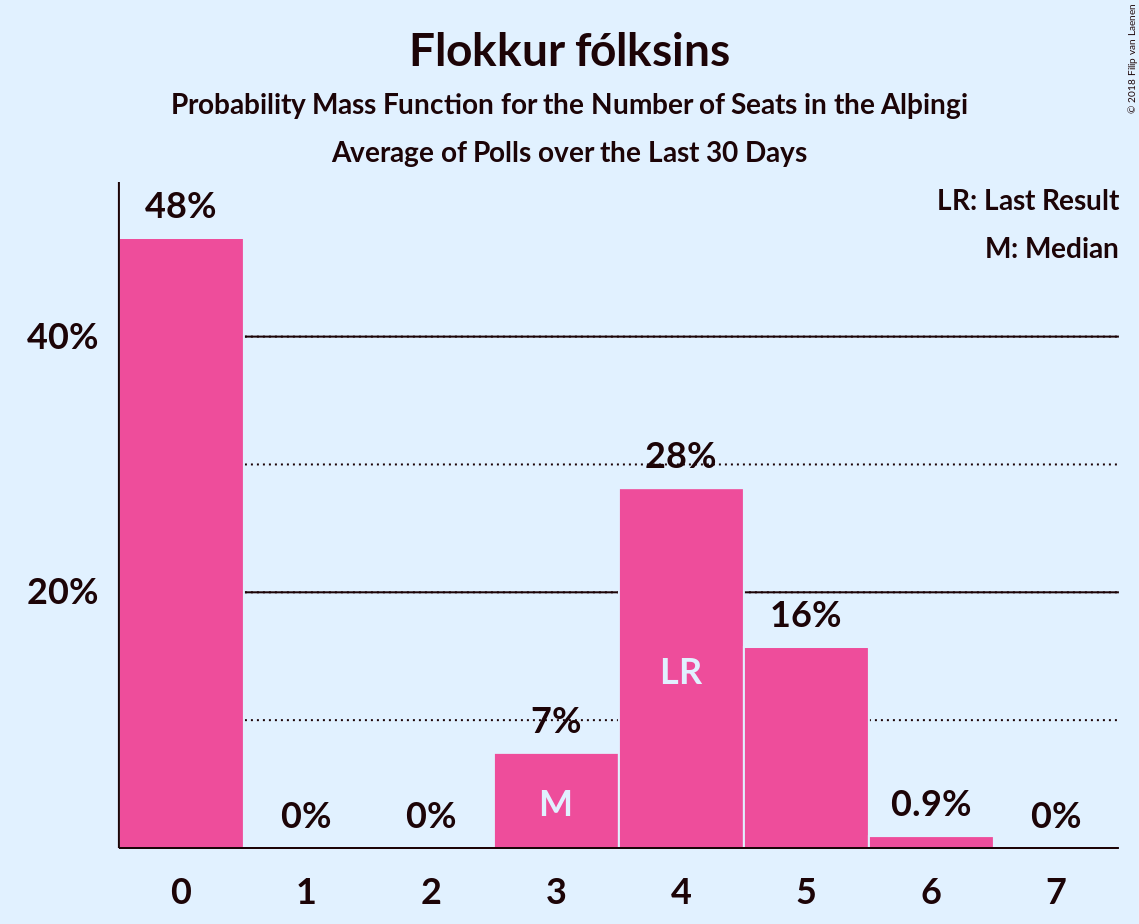 Flokkur fólksins
Probability Mass Function for the Number of Seats in the Alþingi
Average of Polls over the Last 30 Days
© 2018 Filip van Laenen
LR: Last Result
M: Median
48%
40%
28%
20%
16%
LR
7%
M
0%
0%
0.9%
0%
0 1 2 3 4 5 6 7